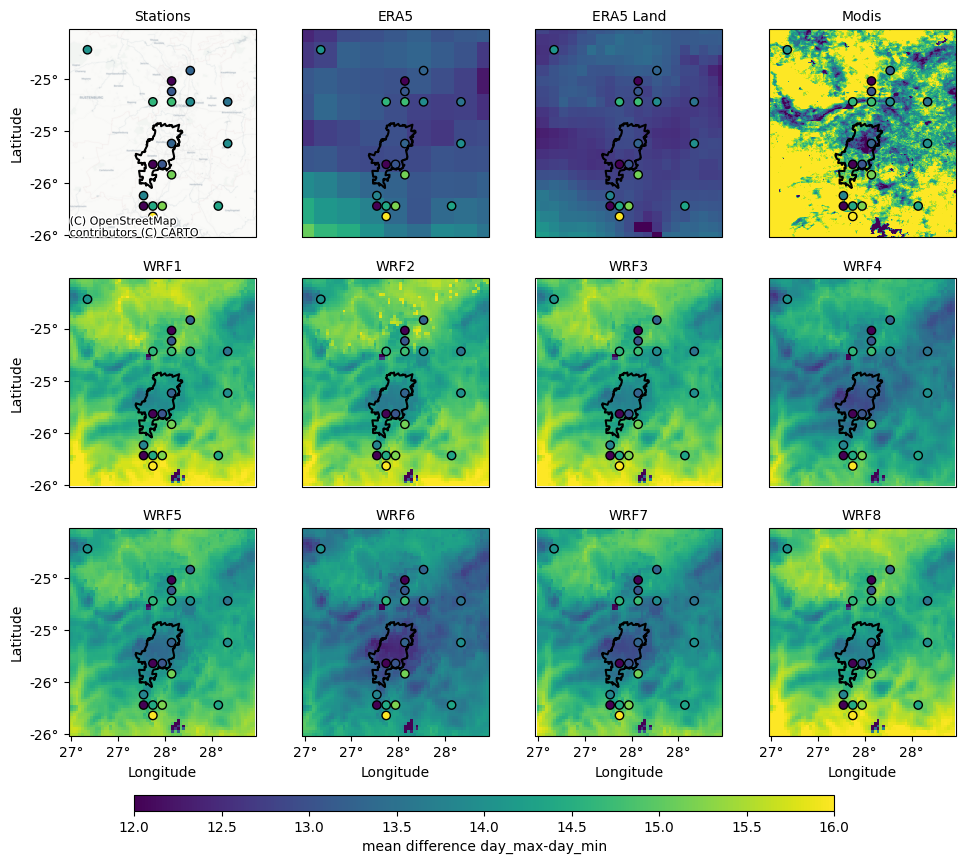 Stations ERA5 ERA5 Land Modis
-25°
-25°
-26°
-26°
Latitude
(C) OpenStreetMap
contributors (C) CARTO
WRF1 WRF2 WRF3 WRF4
-25°
-25°
-26°
-26°
Latitude
WRF5 WRF6 WRF7 WRF8
-25°
-25°
-26°
-26°
Latitude
27° 27° 28° 28° 27° 27° 28° 28° 27° 27° 28° 28° 27° 27° 28° 28°
Longitude Longitude Longitude Longitude
12.0 12.5 13.0 13.5 14.0 14.5 15.0 15.5 16.0
mean difference day_max-day_min